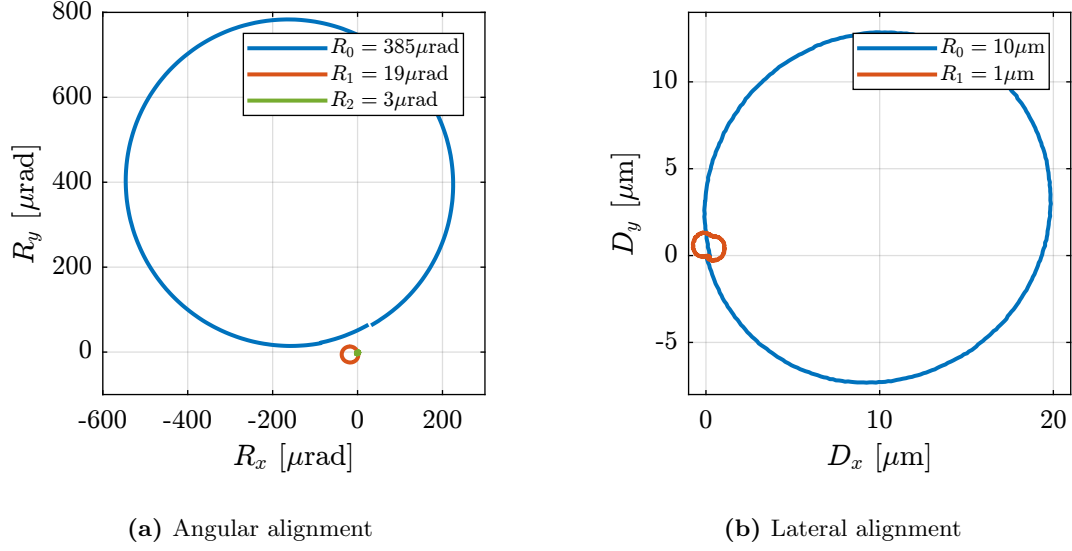 800
600
400
200
0
-600
-400
-200
0
200
R_y [μrad]
R_x [μrad]
R_0 = 385μrad
R_1 = 19μrad
R_2 = 3μrad
(a) Angular alignment
10
5
0
-5
0
10
20
D_y [μm]
D_x [μm]
R_0 = 10μm
R_1 = 1μm
(b) Lateral alignment